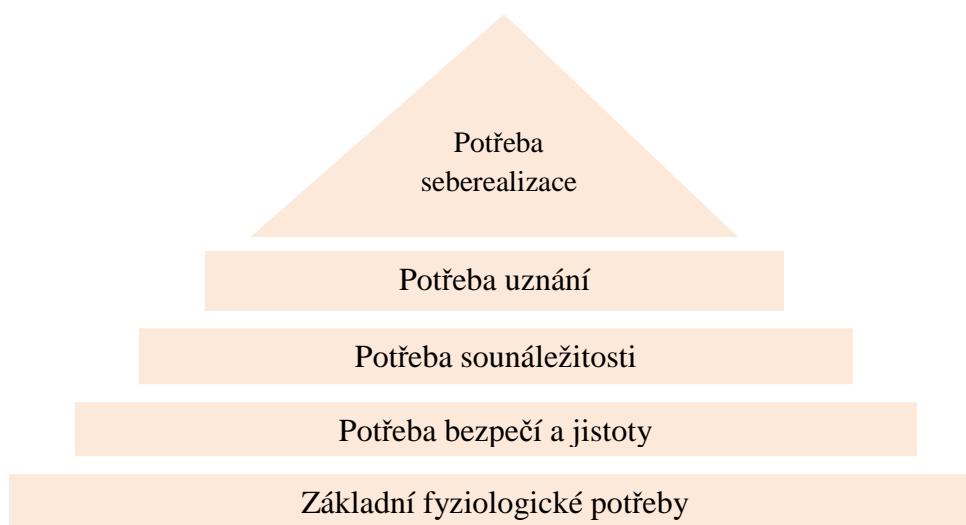 Potřeba
seberealizace
Potřeba uznání
Potřeba sounáležitosti
Potřeba bezpečí a jistoty
Základní fyziologické potřeby